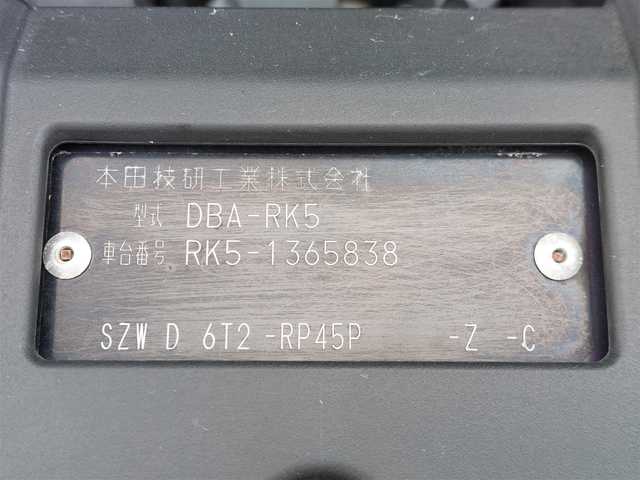 本田技研工業株式会社
型式 DBA-RK5
車台番号 RK5-1365838
SZW D 6T2 -RP45P -Z -C